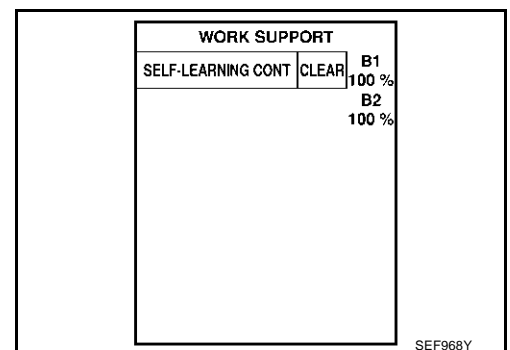 WORK SUPPORT
SELF-LEARNING CONT CLEAR B1
100 %
B2
100 %
SEF968Y